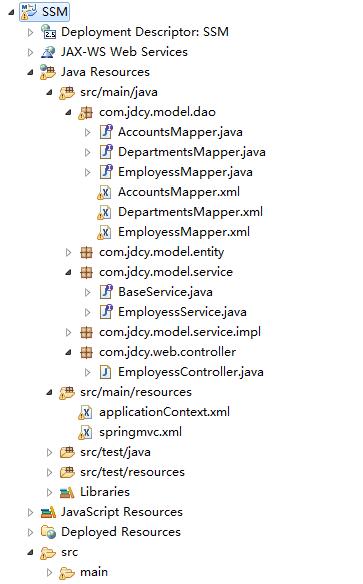 SSM
Deployment Descriptor: SSM
JAX-WS Web Services
Java Resources
src/main/java
com.jdcy.model.dao
AccountsMapper.java
DepartmentsMapper.java
EmployessMapper.java
AccountsMapper.xml
DepartmentsMapper.xml
EmployessMapper.xml
com.jdcy.model.entity
com.jdcy.model.service
BaseService.java
EmployessService.java
com.jdcy.model.service.impl
com.jdcy.web.controller
EmployessController.java
src/main/resources
applicationContext.xml
springmvc.xml
src/test/java
src/test/resources
Libraries
JavaScript Resources
Deployed Resources
src
main